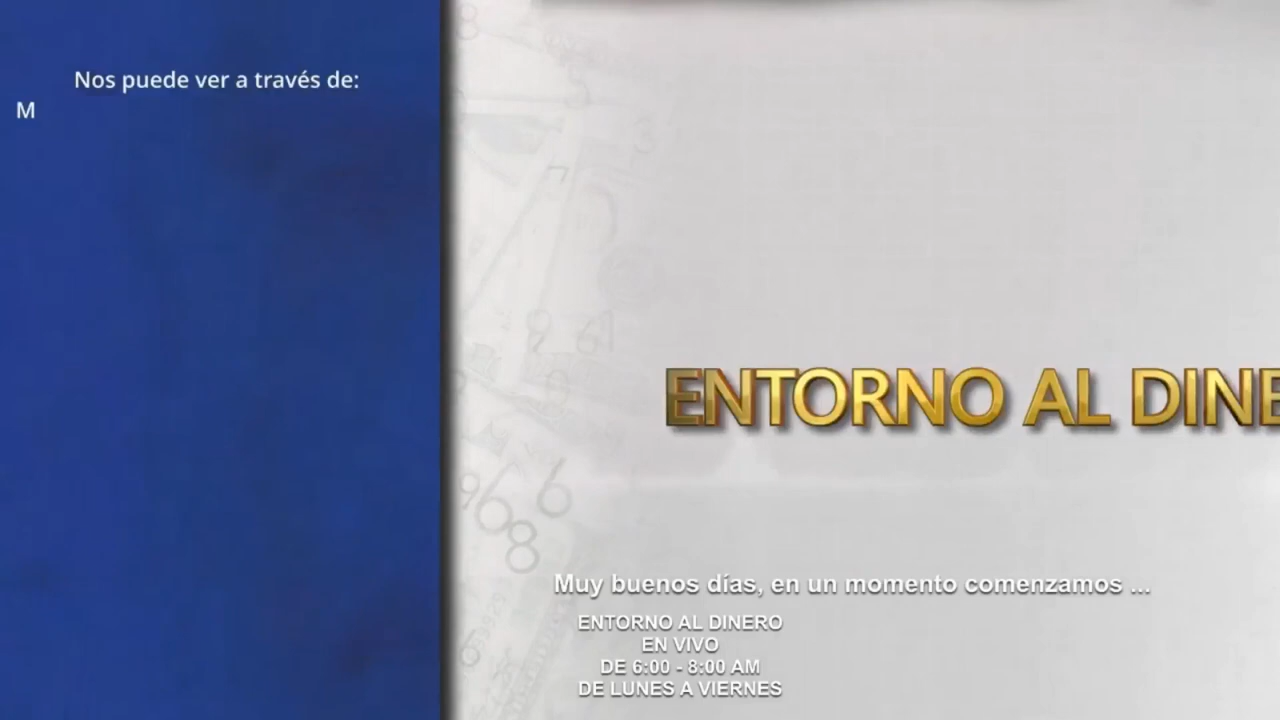 Nos puede ver a través de:
M
ENTORNO AL DINE
Muy buenos días, en un momento comenzamos ...
ENTORNO AL DINERO
EN VIVO
DE 6:00 - 8:00 AM
DE LUNES A VIERNES